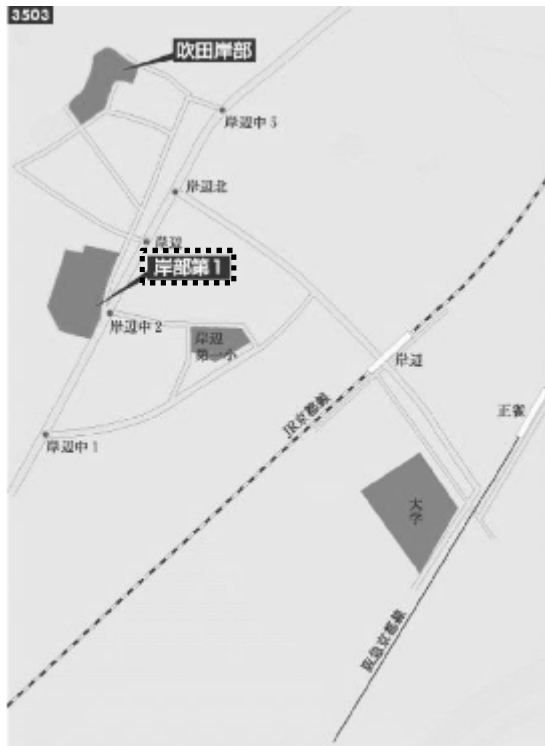 3503
吹田岸部
岸辺中5
岸辺北
岸辺
岸部第1
岸辺中2
岸辺
第一小
岸辺
正雀
JR京都線
岸辺中1
大学
阪急京都線